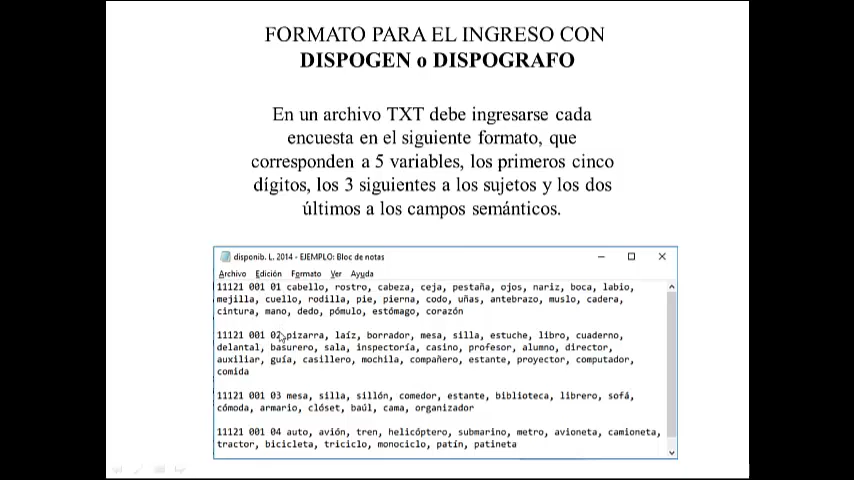 FORMATO PARA EL INGRESO CON
DISPOGEN o DISPOGRAFO
En un archivo TXT debe ingresarse cada
encuesta en el siguiente formato, que
corresponden a 5 variables, los primeros cinco
dígitos, los 3 siguientes a los sujetos y los dos
últimos a los campos semánticos.
disponib. L. 2014 - EJEMPLO: Bloc de notas
Archivo Edición Formato Ver Ayuda
11121 001 01 cabello, rostro, cabeza, ceja, pestaña, ojos, nariz, boca, labio,
mejilla, cuello, rodilla, pie, pierna, codo, uñas, antebrazo, muslo, cadera,
cintura, mano, dedo, pómulo, estómago, corazón
11121 001 02 pizarra, laíz, borrador, mesa, silla, estuche, libro, cuaderno,
delantal, basurero, sala, inspectoría, casino, profesor, alumno, director,
auxiliar, guía, casillero, mochila, compañero, estante, proyector, computador,
comida
11121 001 03 mesa, silla, sillón, comedor, estante, biblioteca, librero, sofá,
cómoda, armario, clóset, baúl, cama, organizador
11121 001 04 auto, avión, tren, helicóptero, submarino, metro, avioneta, camioneta,
tractor, bicicleta, triciclo, monociclo, patín, patineta